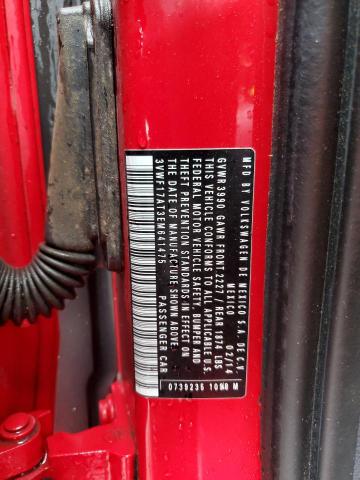 MFD BY VOLKSWAGEN DE MEXICO S.A. DE C.V.
MEXICO 02/14
GVWR 3990 GAWR FRONT 2227 / REAR 1874 LBS
THIS VEHICLE CONFORMS TO ALL APPLICABLE U.S.
FEDERAL MOTOR VEHICLE SAFETY, BUMPER AND
THEFT PREVENTION STANDARDS IN EFFECT ON
THE DATE OF MANUFACTURE SHOWN ABOVE.
3VWF17AT3EM641475 PASSENGER CAR
0739235 M